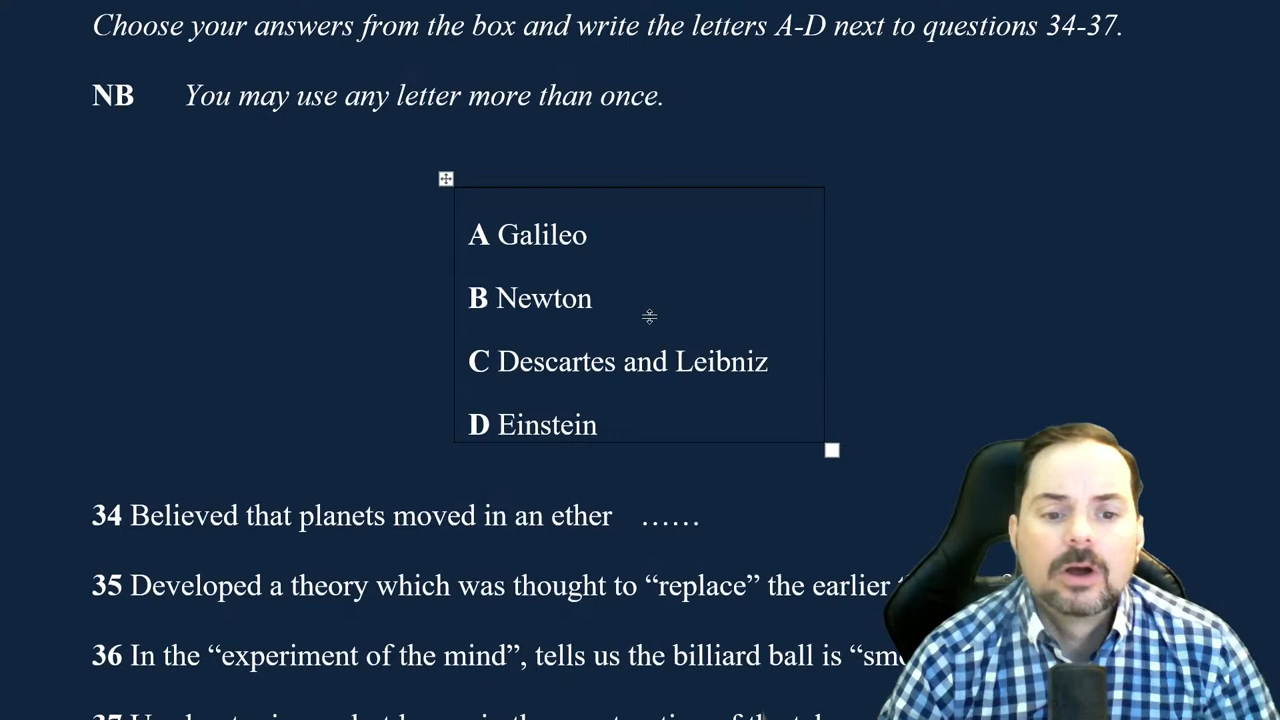 Choose your answers from the box and write the letters A-D next to questions 34-37.
NB You may use any letter more than once.
A Galileo
B Newton
C Descartes and Leibniz
D Einstein
34 Believed that planets moved in an ether ……
35 Developed a theory which was thought to “replace” the earlier
36 In the “experiment of the mind”, tells us the billiard ball is
37